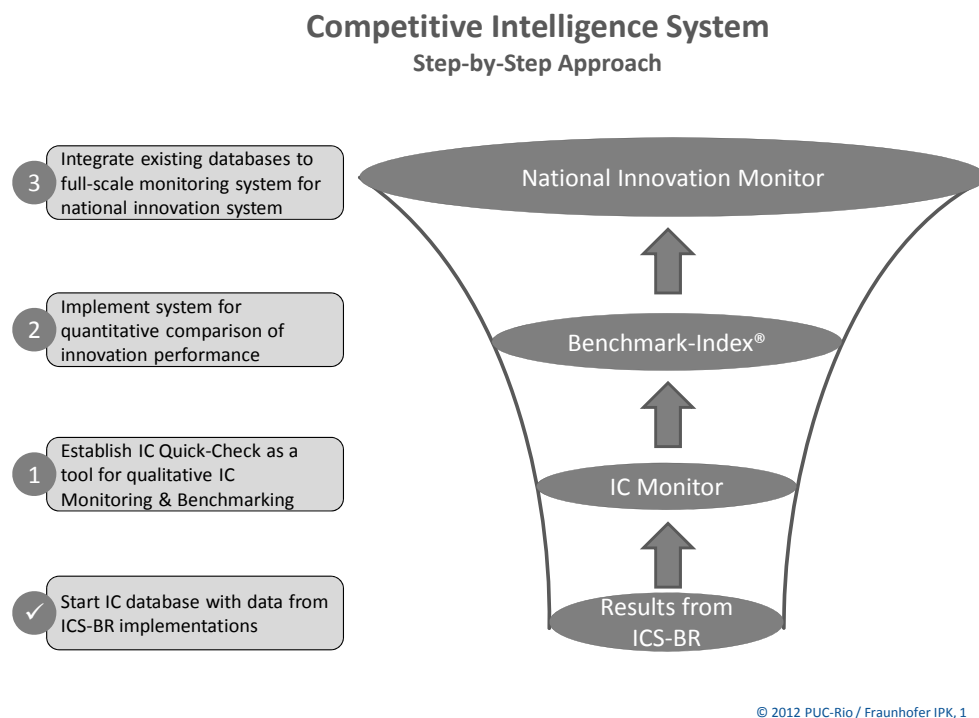 Competitive Intelligence System
Step-by-Step Approach
3
Integrate existing databases to
full-scale monitoring system for
national innovation system
National Innovation Monitor
2
Implement system for
quantitative comparison of
innovation performance
Benchmark-Index®
1
Establish IC Quick-Check as a
tool for qualitative IC
Monitoring & Benchmarking
IC Monitor
✓
Start IC database with data from
ICS-BR implementations
Results from
ICS-BR
© 2012 PUC-Rio / Fraunhofer IPK, 1